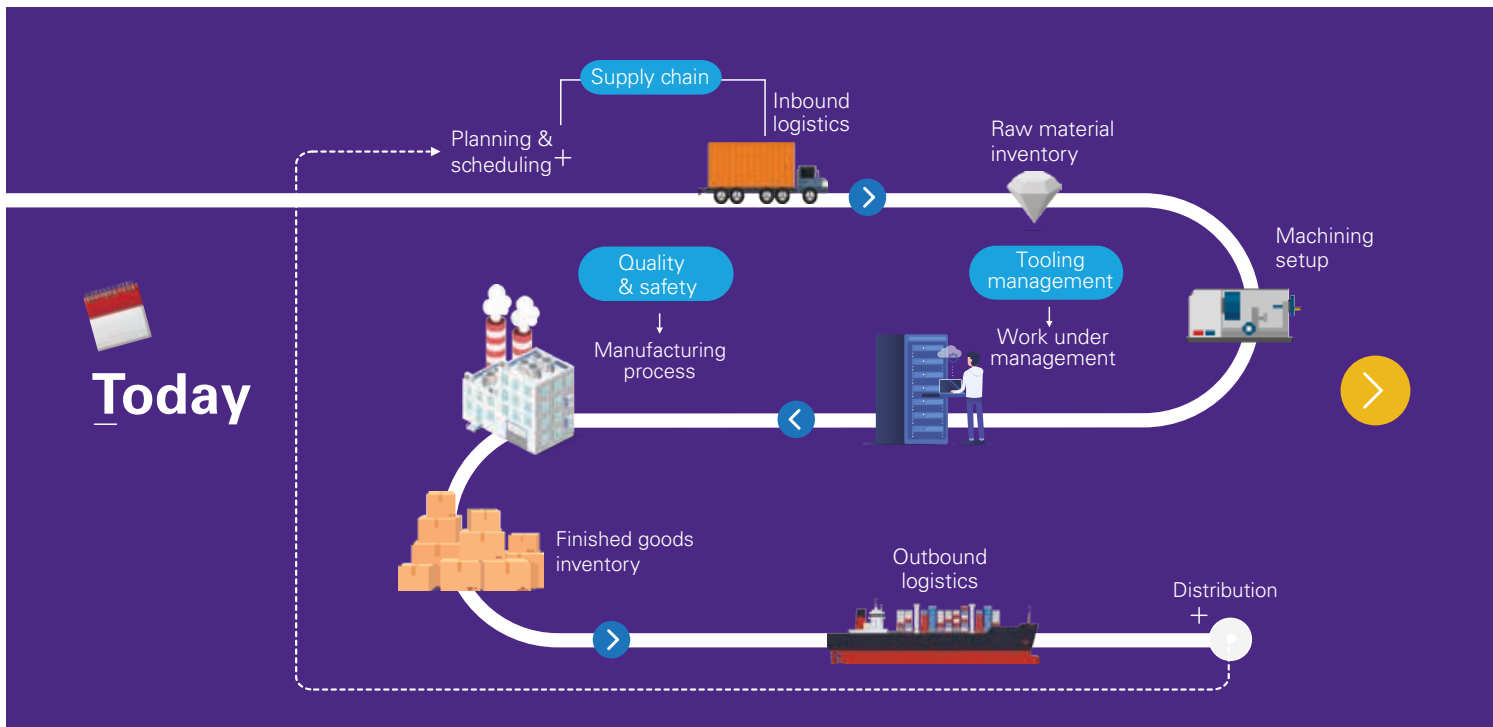 Supply chain
Inbound
logistics
Planning &
scheduling
Raw material
inventory
Machining
setup
Quality
& safety
Tooling
management
Manufacturing
process
Work under
management
Today
Finished goods
inventory
Outbound
logistics
Distribution